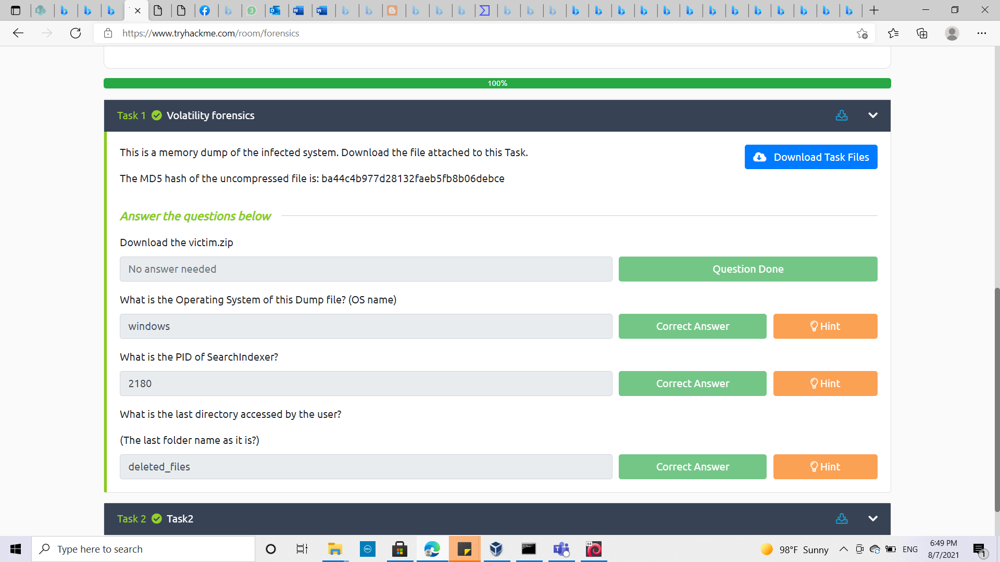 3
https://www.tryhackme.com/room/forensics
100%
Task 1 Volatility forensics
This is a memory dump of the infected system. Download the file attached to this Task.
Download Task Files
The MD5 hash of the uncompressed file is: ba44c4b977d28132faeb5fb8b06debce
Answer the questions below
Download the victim.zip
No answer needed
Question Done
What is the Operating System of this Dump file? (OS name)
windows
Correct Answer
Hint
What is the PID of SearchIndexer?
2180
Correct Answer
Hint
What is the last directory accessed by the user?
(The last folder name as it is?)
deleted_files
Correct Answer
Hint
Task 2 Task2
Type here to search
DELL
64
98°F Sunny
ENG
6:49 PM
8/7/2021
1